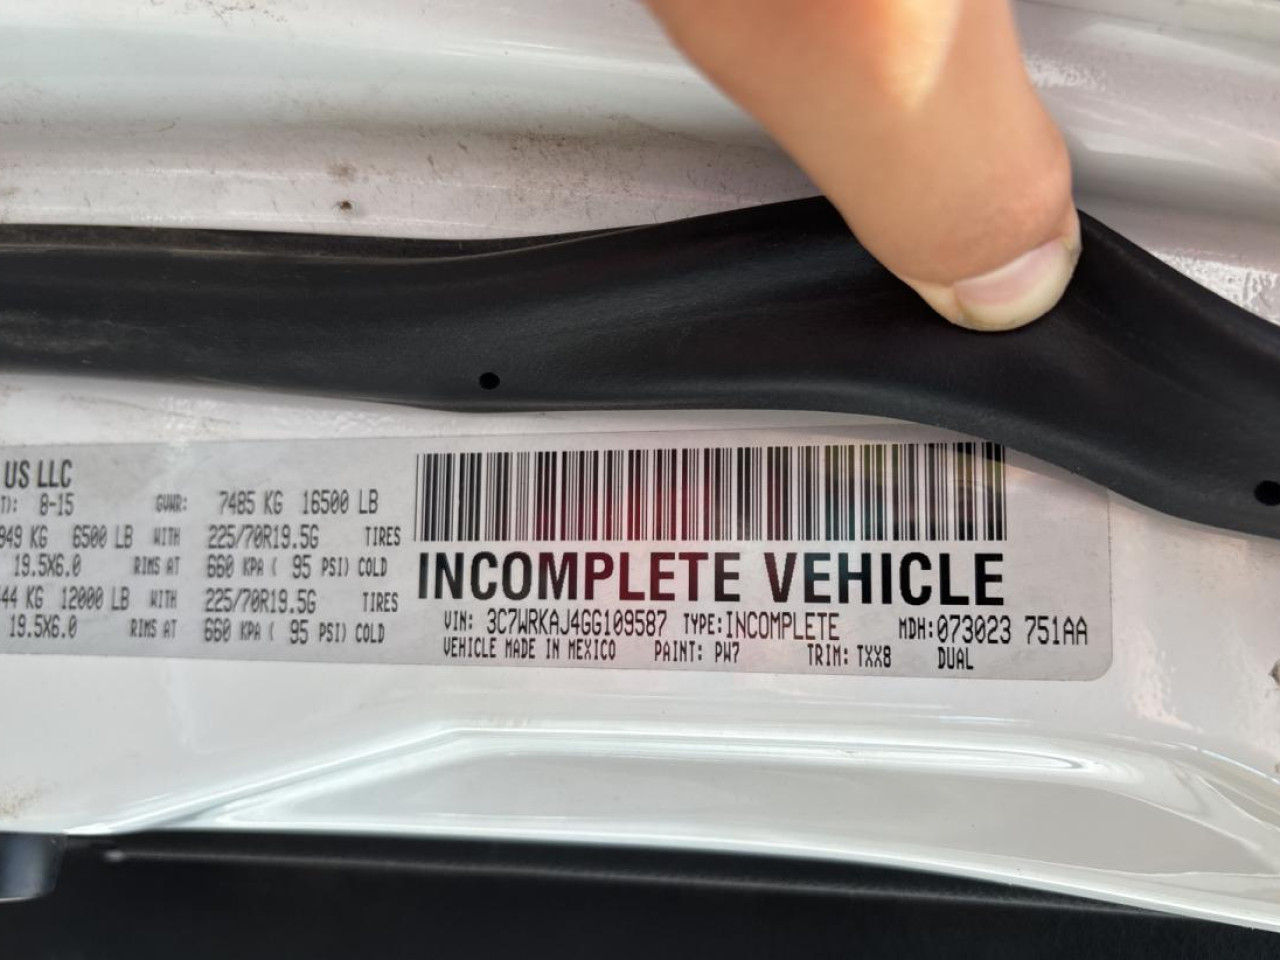 US LLC
T): 8-15 GVWR: 7485 KG 16500 LB
949 KG 6500 LB WITH 225/70R19.5G TIRES
19.5X6.0 RIMS AT 660 KPA ( 95 PSI) COLD
44 KG 12000 LB WITH 225/70R19.5G TIRES
19.5X6.0 RIMS AT 660 KPA ( 95 PSI) COLD
INCOMPLETE VEHICLE
VIN: 3C7WRKAJ4GG109587 TYPE: INCOMPLETE MDH: 073023 751AA
VEHICLE MADE IN MEXICO PAINT: PW7 TRIM: TXX8 DUAL